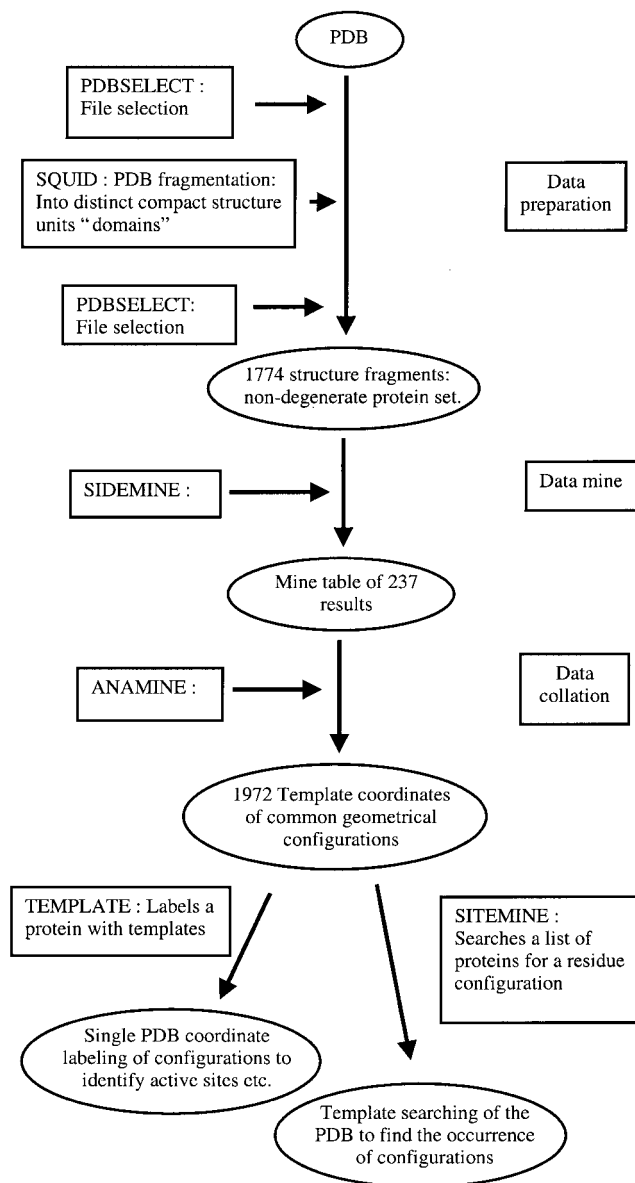 PDB
PDBSELECT :
File selection
SQUID : PDB fragmentation:
Into distinct compact structure
units “domains”
Data
preparation
PDBSELECT:
File selection
1774 structure fragments:
non-degenerate protein set.
SIDEMINE :
Data mine
Mine table of 237
results
ANAMINE :
Data
collation
1972 Template coordinates
of common geometrical
configurations
TEMPLATE : Labels a
protein with templates
SITEMINE :
Searches a list of
proteins for a residue
configuration
Single PDB coordinate
labeling of configurations to
identify active sites etc.
Template searching of the
PDB to find the occurrence
of configurations